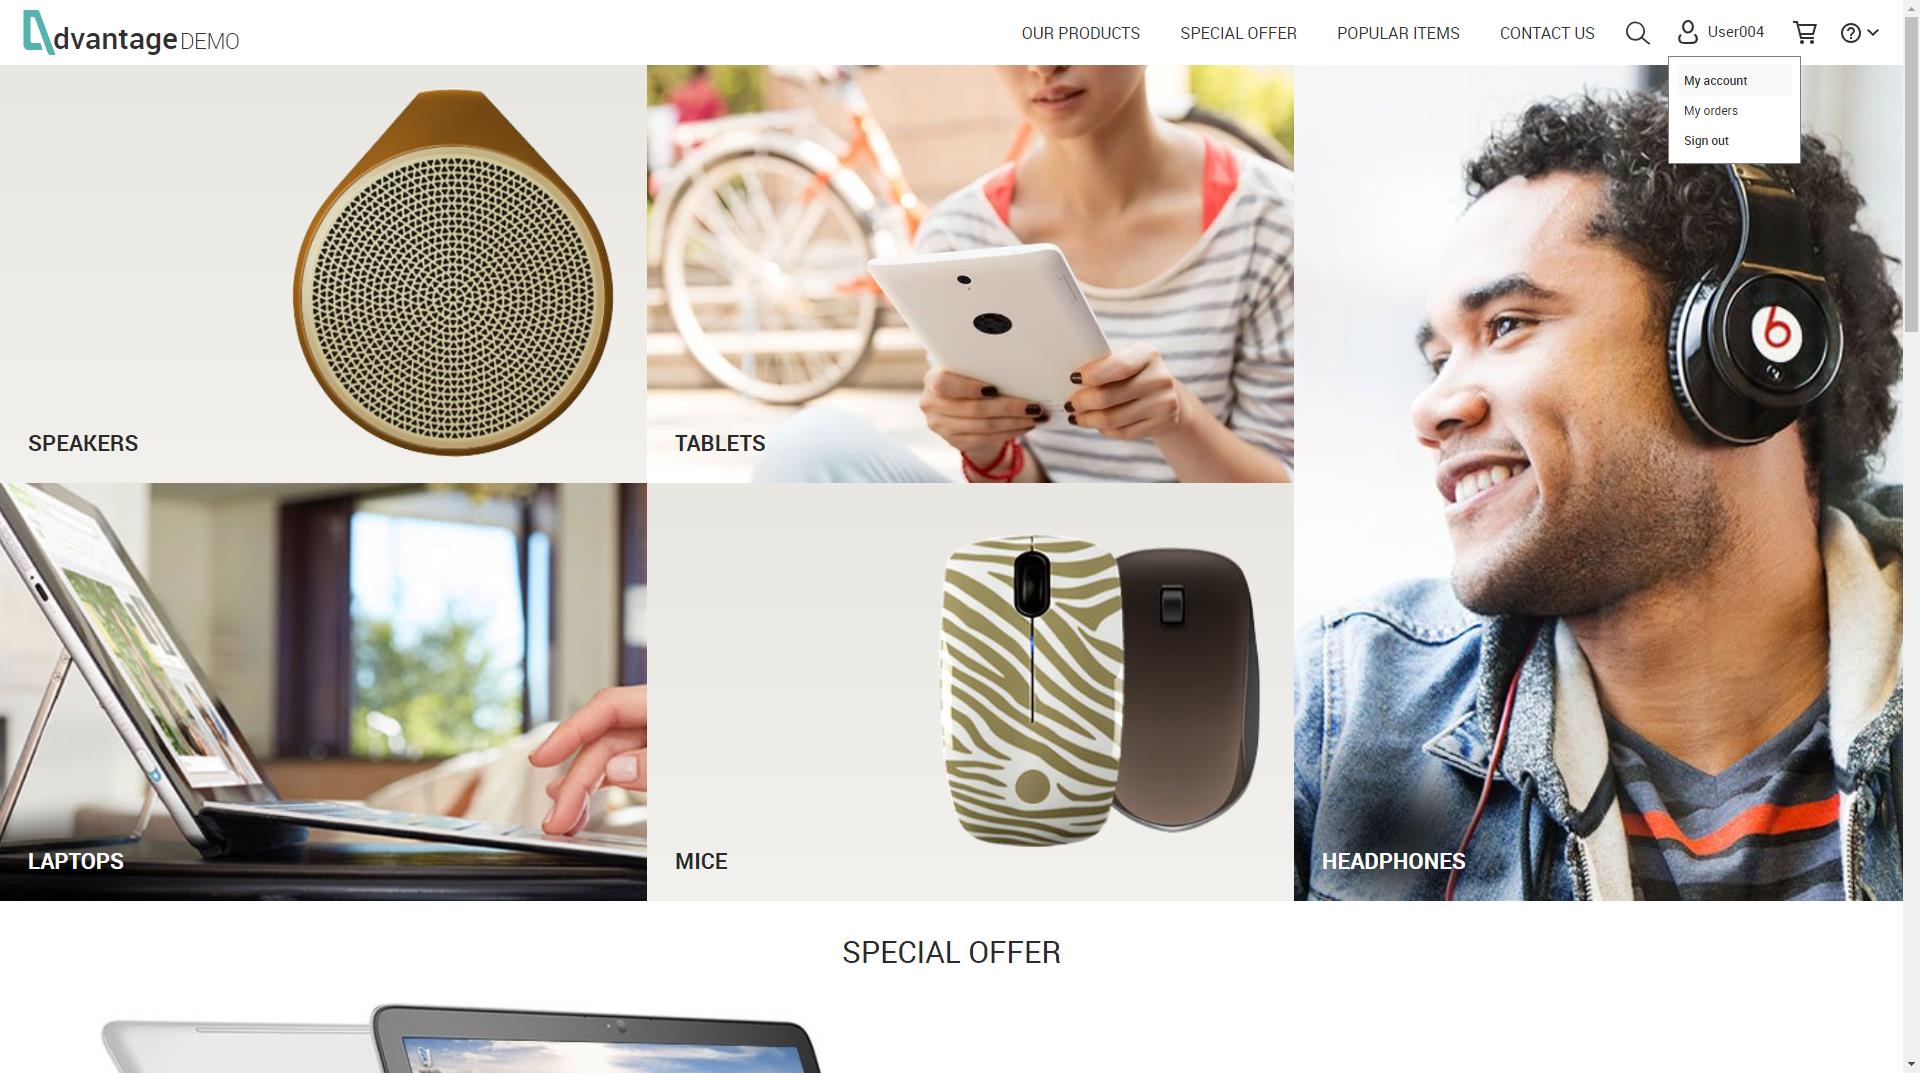 dvantage DEMO
OUR PRODUCTS
SPECIAL OFFER
POPULAR ITEMS
CONTACT US
User004
My account
My orders
Sign out
SPEAKERS
TABLETS
LAPTOPS
MICE
HEADPHONES
SPECIAL OFFER